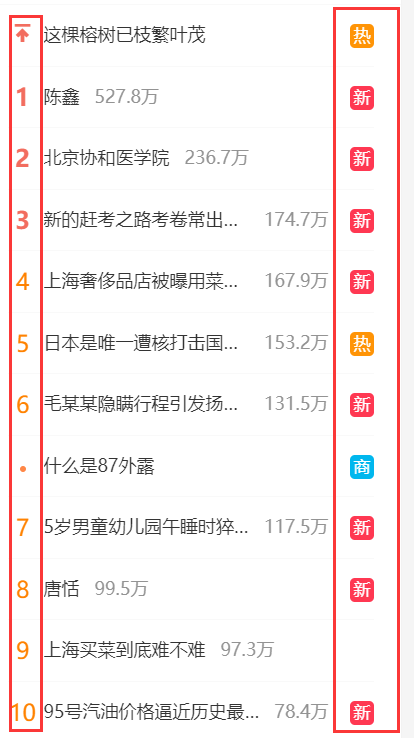 这棵榕树已枝繁叶茂 热
1 陈鑫 527.8万 新
2 北京协和医学院 236.7万 新
3 新的赶考之路考卷常出... 174.7万 新
4 上海奢侈品店被曝用菜... 167.9万 新
5 日本是唯一遭核打击国... 153.2万 热
6 毛某某隐瞒行程引发扬... 131.5万 新
• 什么是87外露 商
7 5岁男童幼儿园午睡时猝... 117.5万 新
8 唐恬 99.5万 新
9 上海买菜到底难不难 97.3万
10 95号汽油价格逼近历史最... 78.4万 新